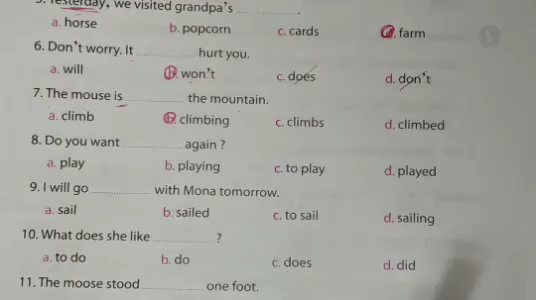 5. Yesterday, we visited grandpa's ............
a. horse b. popcorn c. cards d. farm
6. Don't worry. It ............ hurt you.
a. will b. won't c. does d. don't
7. The mouse is ............ the mountain.
a. climb b. climbing c. climbs d. climbed
8. Do you want ............ again ?
a. play b. playing c. to play d. played
9. I will go ............ with Mona tomorrow.
a. sail b. sailed c. to sail d. sailing
10. What does she like ............ ?
a. to do b. do c. does d. did
11. The moose stood ............ one foot.